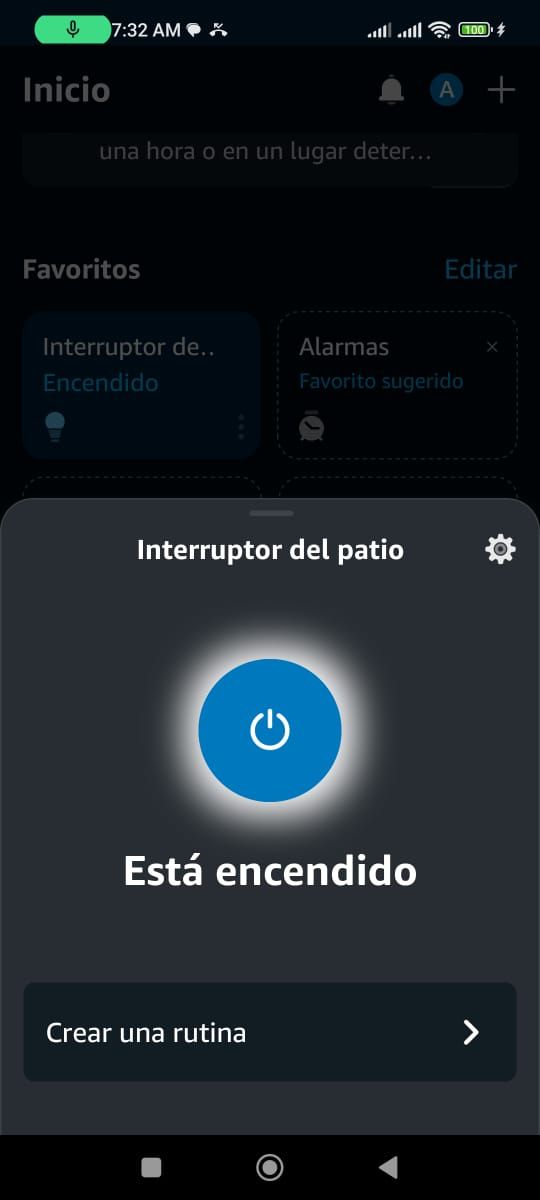 7:32 AM
100
Inicio
A
una hora o en un lugar deter...
Favoritos
Editar
Interruptor de..
Encendido
Alarmas
Favorito sugerido
Interruptor del patio
Está encendido
Crear una rutina